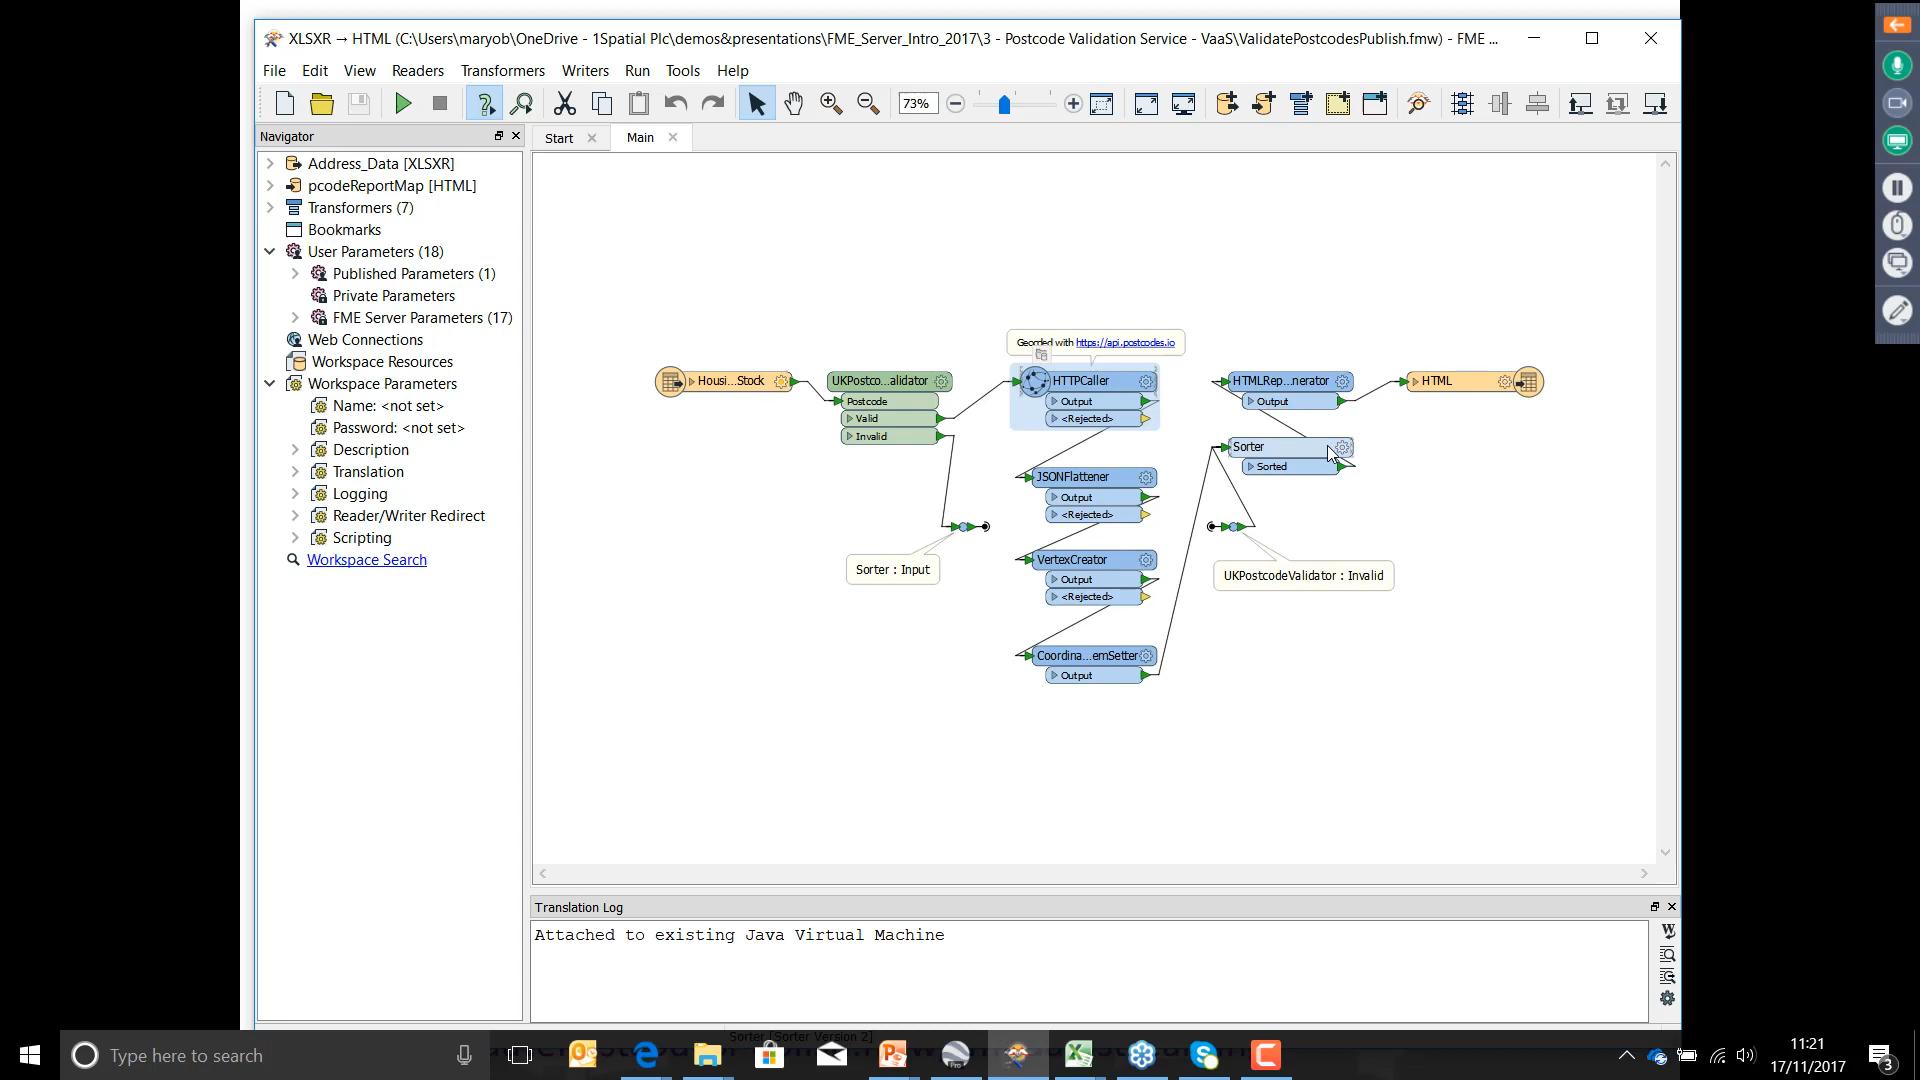 XLSXR → HTML (C:\Users\maryob\OneDrive - 1Spatial Plc\demos&presentations\FME_Server_Intro_2017\3 - Postcode Validation Service - VaaS\ValidatePostcodesPublish.fmw) - FME ...
File Edit View Readers Transformers Writers Run Tools Help
73%
Navigator
Start
Main
Address_Data [XLSXR]
pcodeReportMap [HTML]
Transformers (7)
Bookmarks
User Parameters (18)
Published Parameters (1)
Private Parameters
FME Server Parameters (17)
Web Connections
Workspace Resources
Workspace Parameters
Name: <not set>
Password: <not set>
Description
Translation
Logging
Reader/Writer Redirect
Scripting
Workspace Search
Housi...Stock
UKPostco...alidator
Postcode
Valid
Invalid
Sorter : Input
Geocded with https://api.postcodes.io
HTTPCaller
Output
<Rejected>
JSONFlattener
Output
<Rejected>
VertexCreator
Output
<Rejected>
Coordina...emSetter
Output
HTMLRep...nerator
Output
Sorter
Sorted
UKPostcodeValidator : Invalid
HTML
Translation Log
Attached to existing Java Virtual Machine
Sorter [Sorter Version 2]
Type here to search
11:21
17/11/2017
3